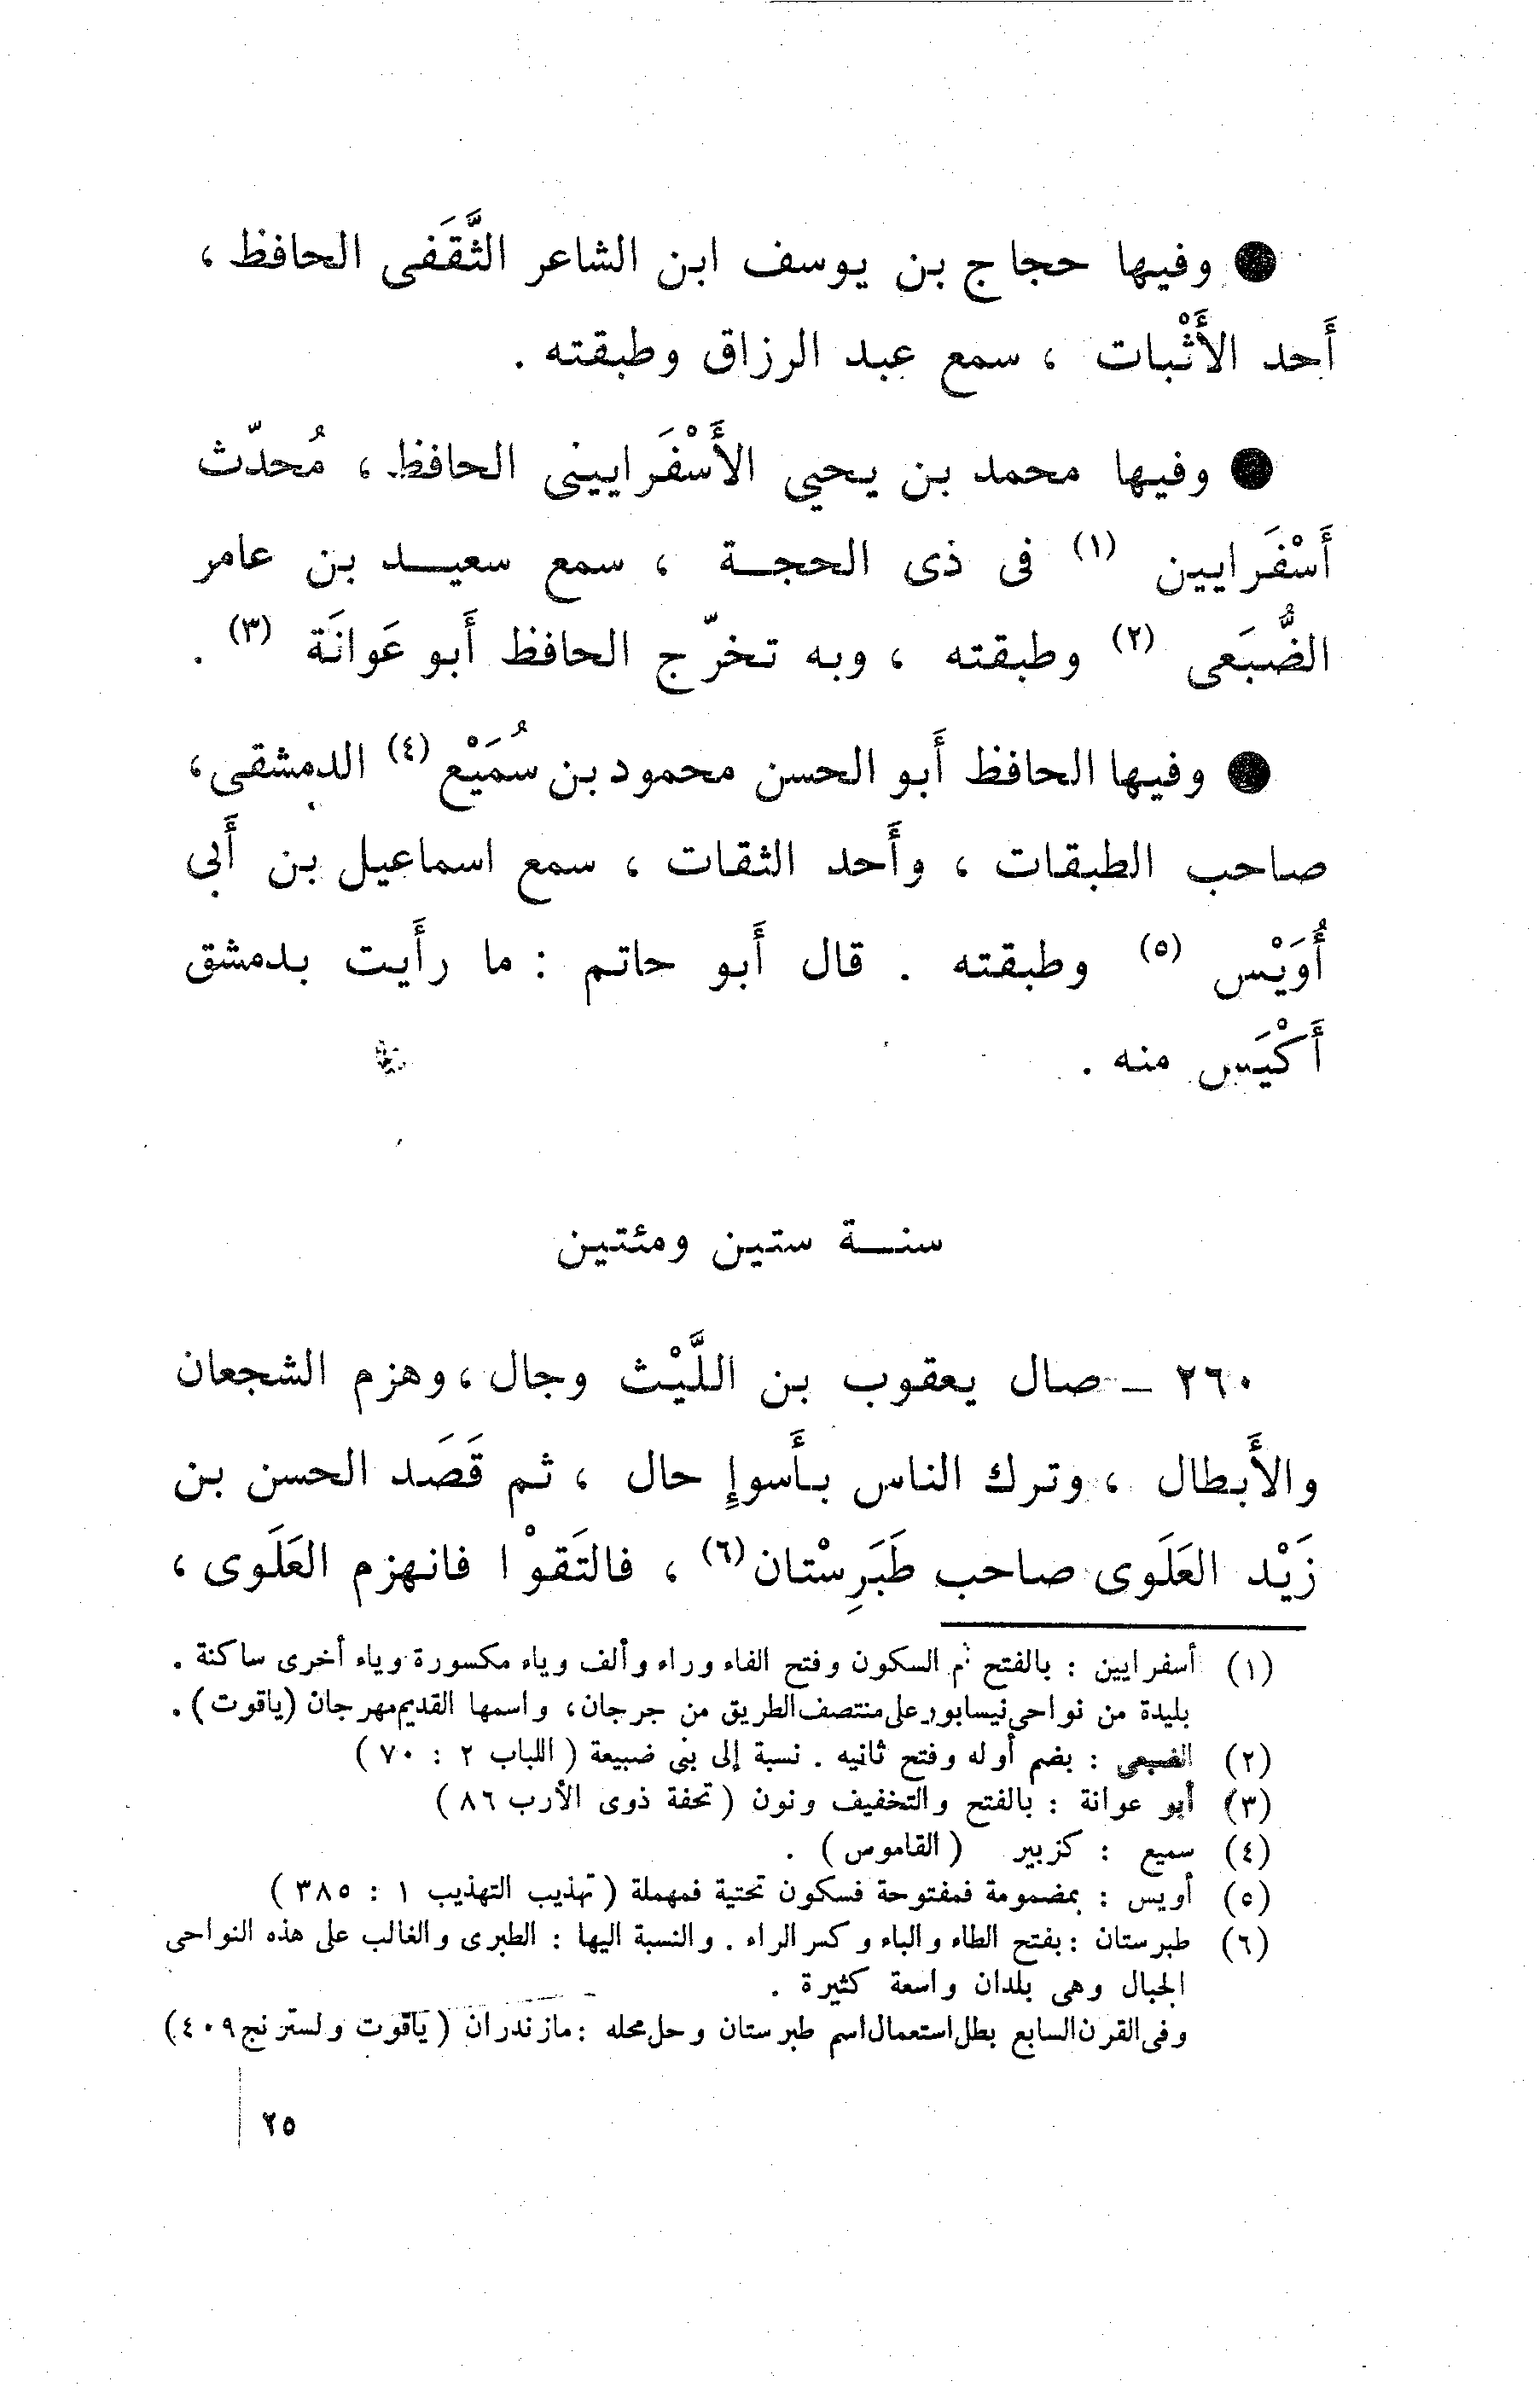 ● وفيها حجاج بن يوسف ابن الشاعر الثَّقَفى الحافظ ،
أَحد الأَثْبات ، سمع عبد الرزاق وطبقته .
● وفيها محمد بن يحيي الأَسْفَرايينى الحافظ ، مُحدّث
أَسْفَرايين (١) فى ذى الحجـــة ، سمع سعيـــد بن عامر
الضُّبَعى (٢) وطبقته ، وبه تخرّج الحافظ أَبو عَوانَة (٣) .
● وفيها الحافظ أَبو الحسن محمود بن سُمَيْع (٤) الدمشقى،
صاحب الطبقات ، وأَحد الثقات ، سمع اسماعيل بن أَبى
أُوَيْس (٥) وطبقته . قال أَبو حاتم : ما رأَيت بدمشق
أَكْيَس منه .
سنـــة ستين ومئتين
٢٦٠ – صال يعقوب بن اللَّيْث وجال ، وهزم الشجعان
والأَبطال ، وترك الناس بأَسوإ حال ، ثم قَصَد الحسن بن
زَيْد العَلَوى صاحب طَبَرِسْتان (٦) ، فالتَقوْا فانهزم العَلَوى ،
(١) أسفرايين : بالفتح ثم السكون وفتح الفاء وراء وألف وياء مكسورة وياء أخرى ساكنة .
بليدة من نواحى نيسابور على منتصف الطريق من جرجان ، واسمها القديم مهرجان (ياقوت) .
(٢) الضبعى : بضم أوله وفتح ثانيه . نسبة إلى بنى ضبيعة ( اللباب ٢ : ٧٠ )
(٣) أبو عوانة : بالفتح والتخفيف ونون ( تحفة ذوى الأرب ٨٦ )
(٤) سميع : كزبير ( القاموس ) .
(٥) أويس : بمضمومة فمفتوحة فسكون تحتية فمهملة ( تهذيب التهذيب ١ : ٣٨٥ )
(٦) طبرستان : بفتح الطاء والباء وكسر الراء . والنسبة اليها : الطبرى والغالب على هذه النواحى
الجبال وهى بلدان واسعة كثيرة .
وفى القرن السابع بطل استعمال اسم طبرستان وحل محله : مازندران ( ياقوت ولسترنج ٤٠٩ )
٢٥